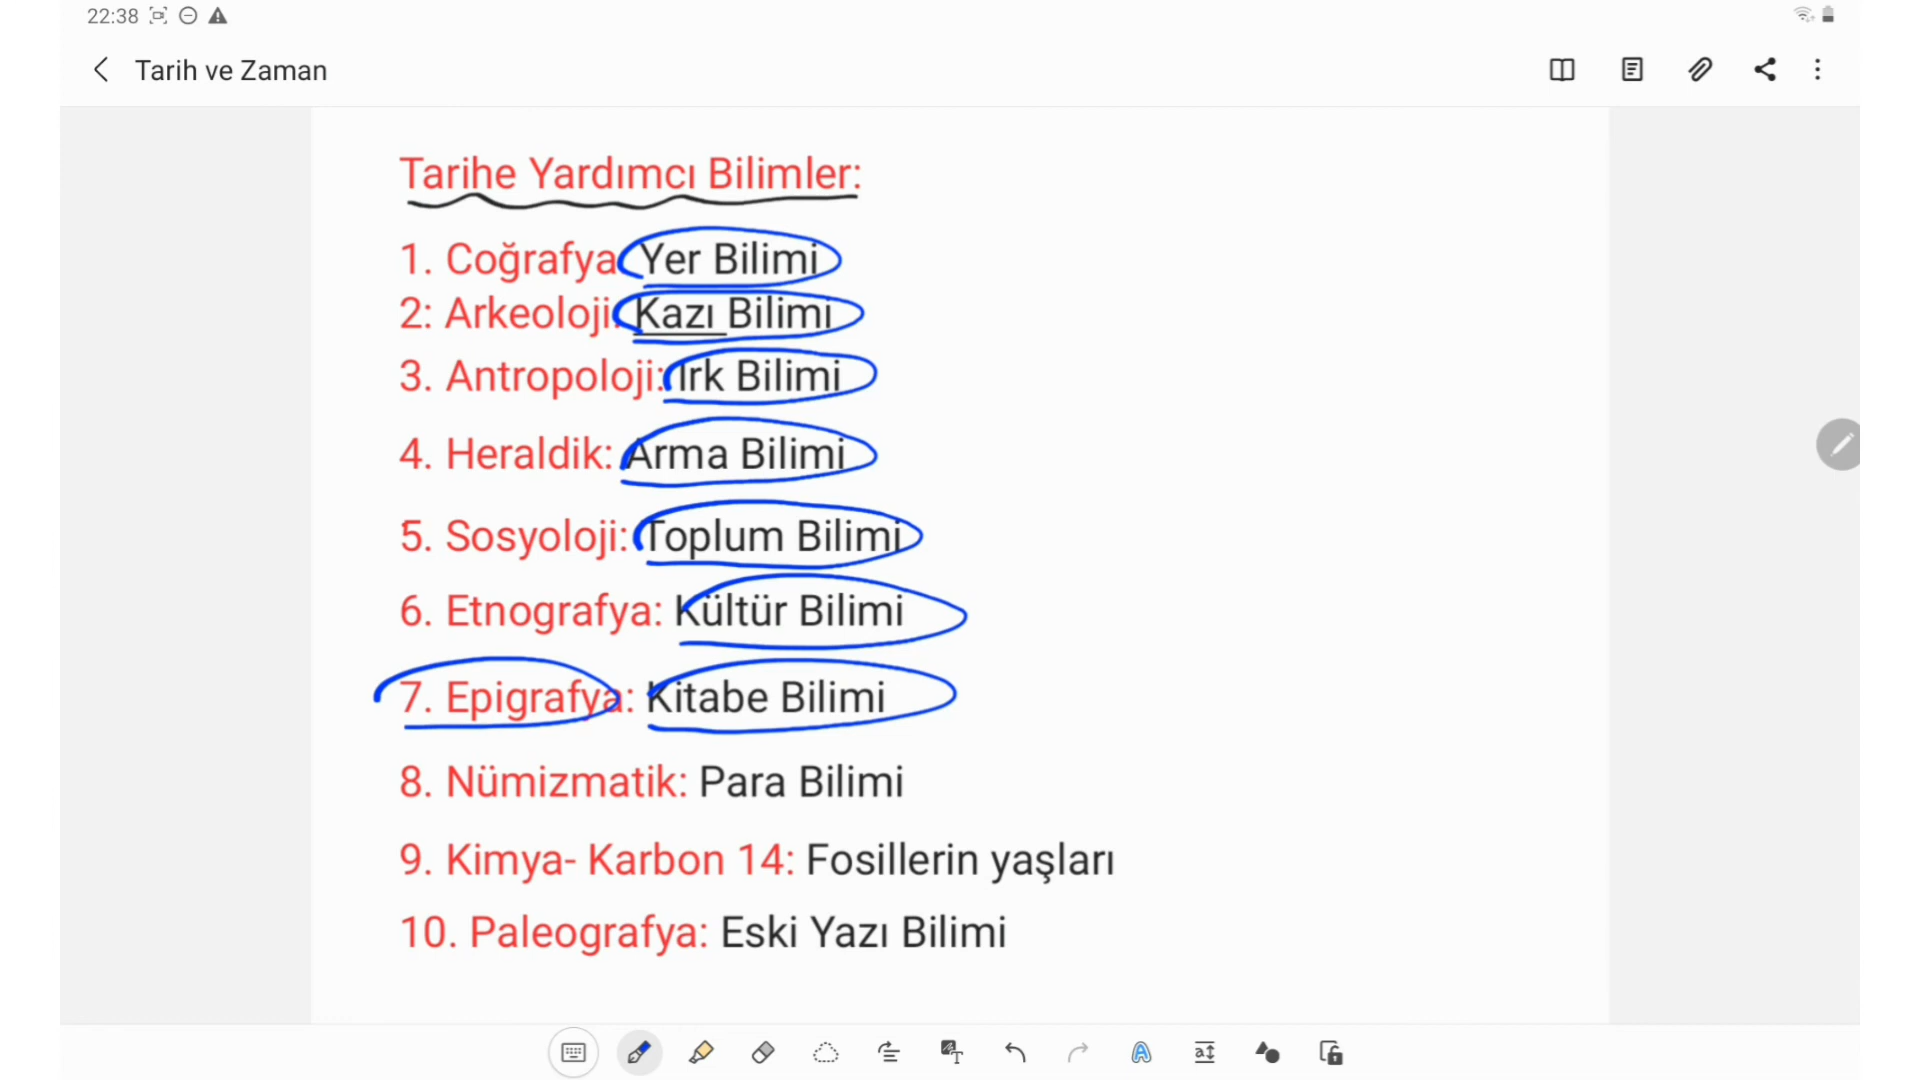 22:38
Tarih ve Zaman
Tarihe Yardımcı Bilimler:
1. Coğrafya Yer Bilimi
2: Arkeoloji: Kazı Bilimi
3. Antropoloji: Irk Bilimi
4. Heraldik: Arma Bilimi
5. Sosyoloji: Toplum Bilimi
6. Etnografya: Kültür Bilimi
7. Epigrafya: Kitabe Bilimi
8. Nümizmatik: Para Bilimi
9. Kimya- Karbon 14: Fosillerin yaşları
10. Paleografya: Eski Yazı Bilimi